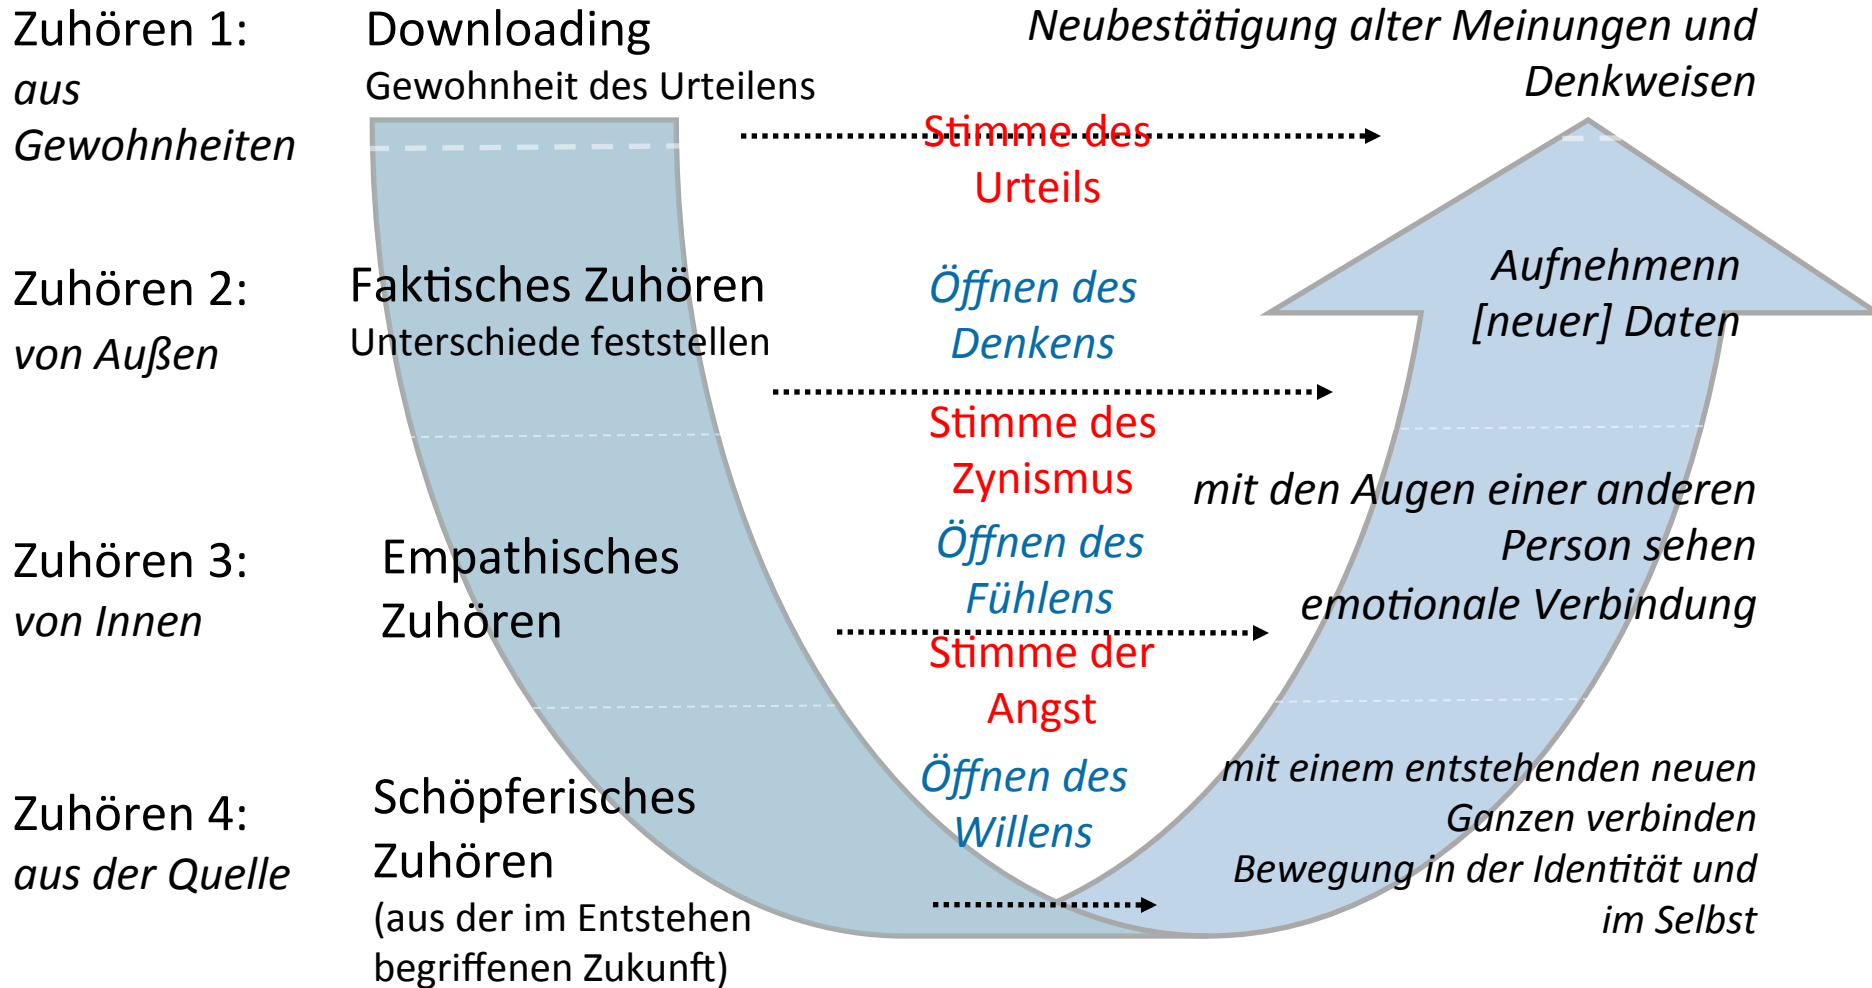 Zuhören 1:
aus
Gewohnheiten
Downloading
Gewohnheit des Urteilens
Stimme des
Urteils
Neubestätigung alter Meinungen und
Denkweisen
Zuhören 2:
von Außen
Faktisches Zuhören
Unterschiede feststellen
Öffnen des
Denkens
Aufnehmenn
[neuer] Daten
Stimme des
Zynismus
Zuhören 3:
von Innen
Empathisches
Zuhören
Öffnen des
Fühlens
mit den Augen einer anderen
Person sehen
emotionale Verbindung
Stimme der
Angst
Zuhören 4:
aus der Quelle
Schöpferisches
Zuhören
(aus der im Entstehen
begriffenen Zukunft)
Öffnen des
Willens
mit einem entstehenden neuen
Ganzen verbinden
Bewegung in der Identität und
im Selbst